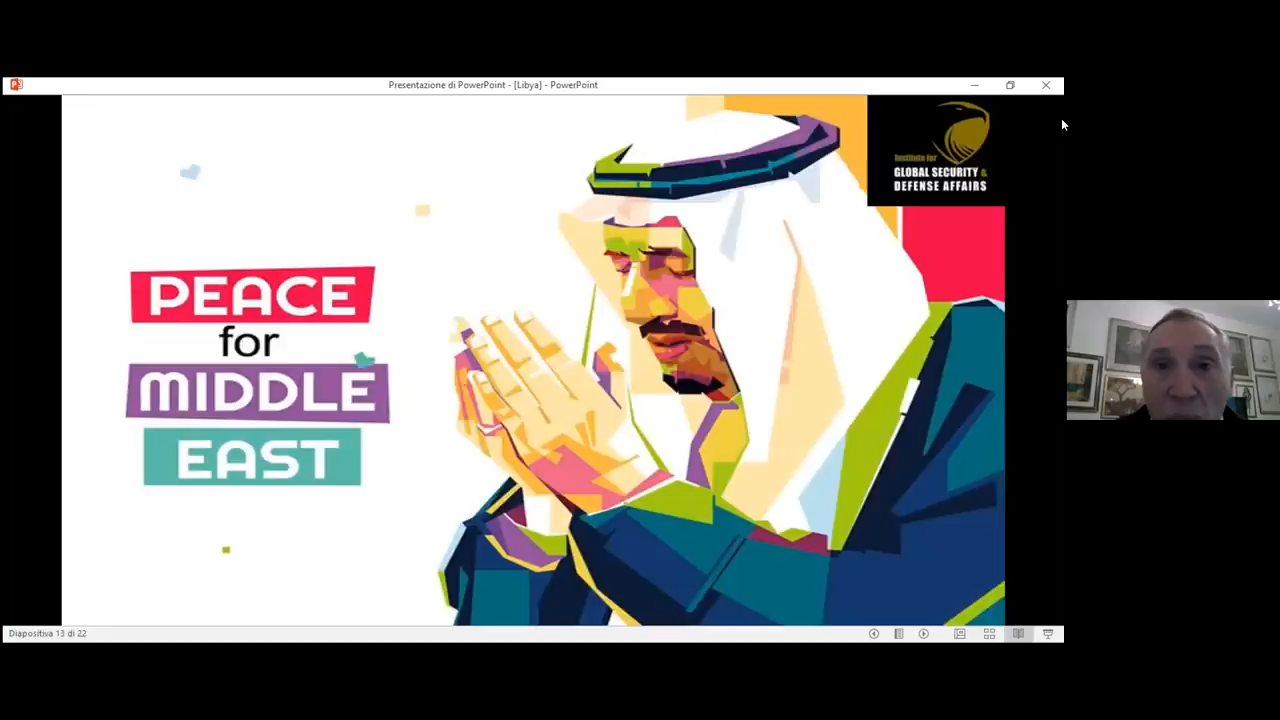 Presentazione di PowerPoint - [Libya] - PowerPoint
Institute for
GLOBAL SECURITY &
DEFENSE AFFAIRS
PEACE
for
MIDDLE
EAST
Diapositiva 13 di 22